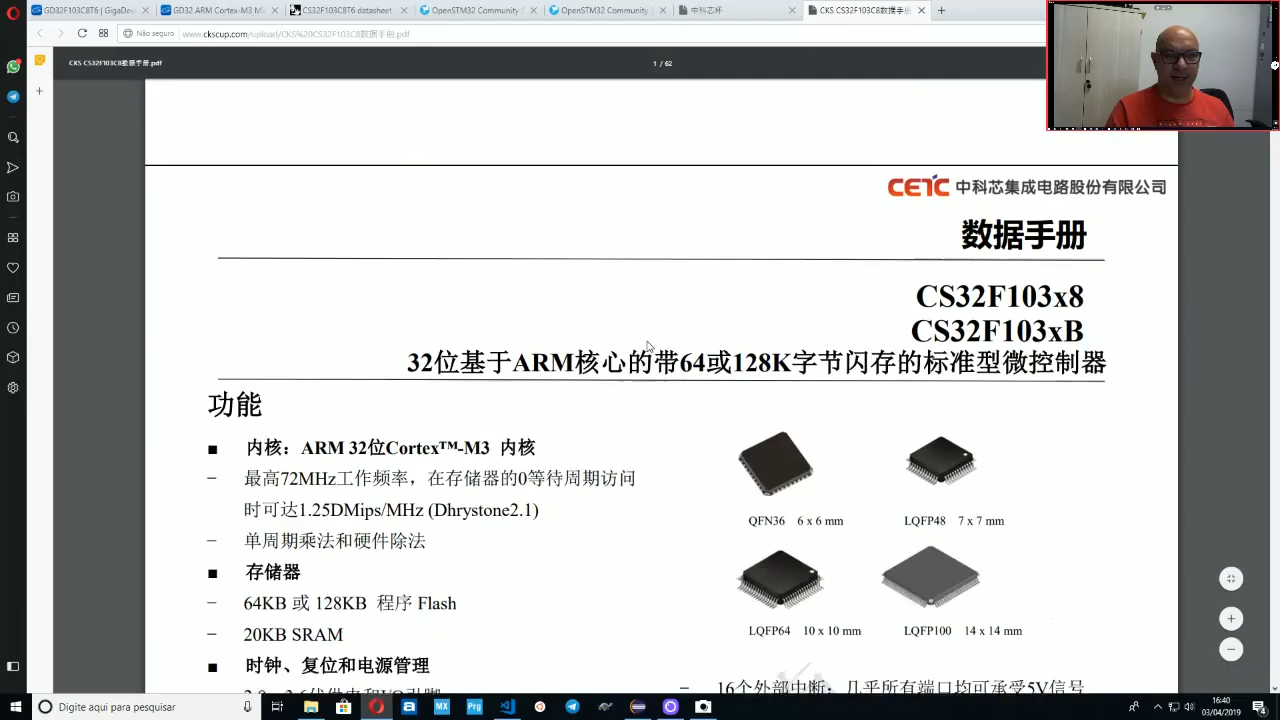 GD32F103C8T6 | GigaDev
GD32 ARM Cortex-M3 Mi
CS32F103C8T6 datasheet
OpenSTM32 Community S
OpenSTM32 Community S
中科芯杯
CKS CS32F103C8数据手册.p
Não seguro
www.ckscup.com/upload/CKS%20CS32F103C8数据手册.pdf
CKS CS32F103C8数据手册.pdf
1 / 62
CETC 中科芯集成电路股份有限公司
数据手册
CS32F103x8
CS32F103xB
32位基于ARM核心的带64或128K字节闪存的标准型微控制器
功能
■ 内核：ARM 32位Cortex™-M3 内核
− 最高72MHz工作频率，在存储器的0等待周期访问
时可达1.25DMips/MHz (Dhrystone2.1)
− 单周期乘法和硬件除法
■ 存储器
− 64KB 或 128KB 程序 Flash
− 20KB SRAM
■ 时钟、复位和电源管理
QFN36 6 x 6 mm
LQFP48 7 x 7 mm
LQFP64 10 x 10 mm
LQFP100 14 x 14 mm
− 16个外部中断；几乎所有端口均可承受5V信号
Digite aqui para pesquisar
MX
Prg
16:40
03/04/2019
4